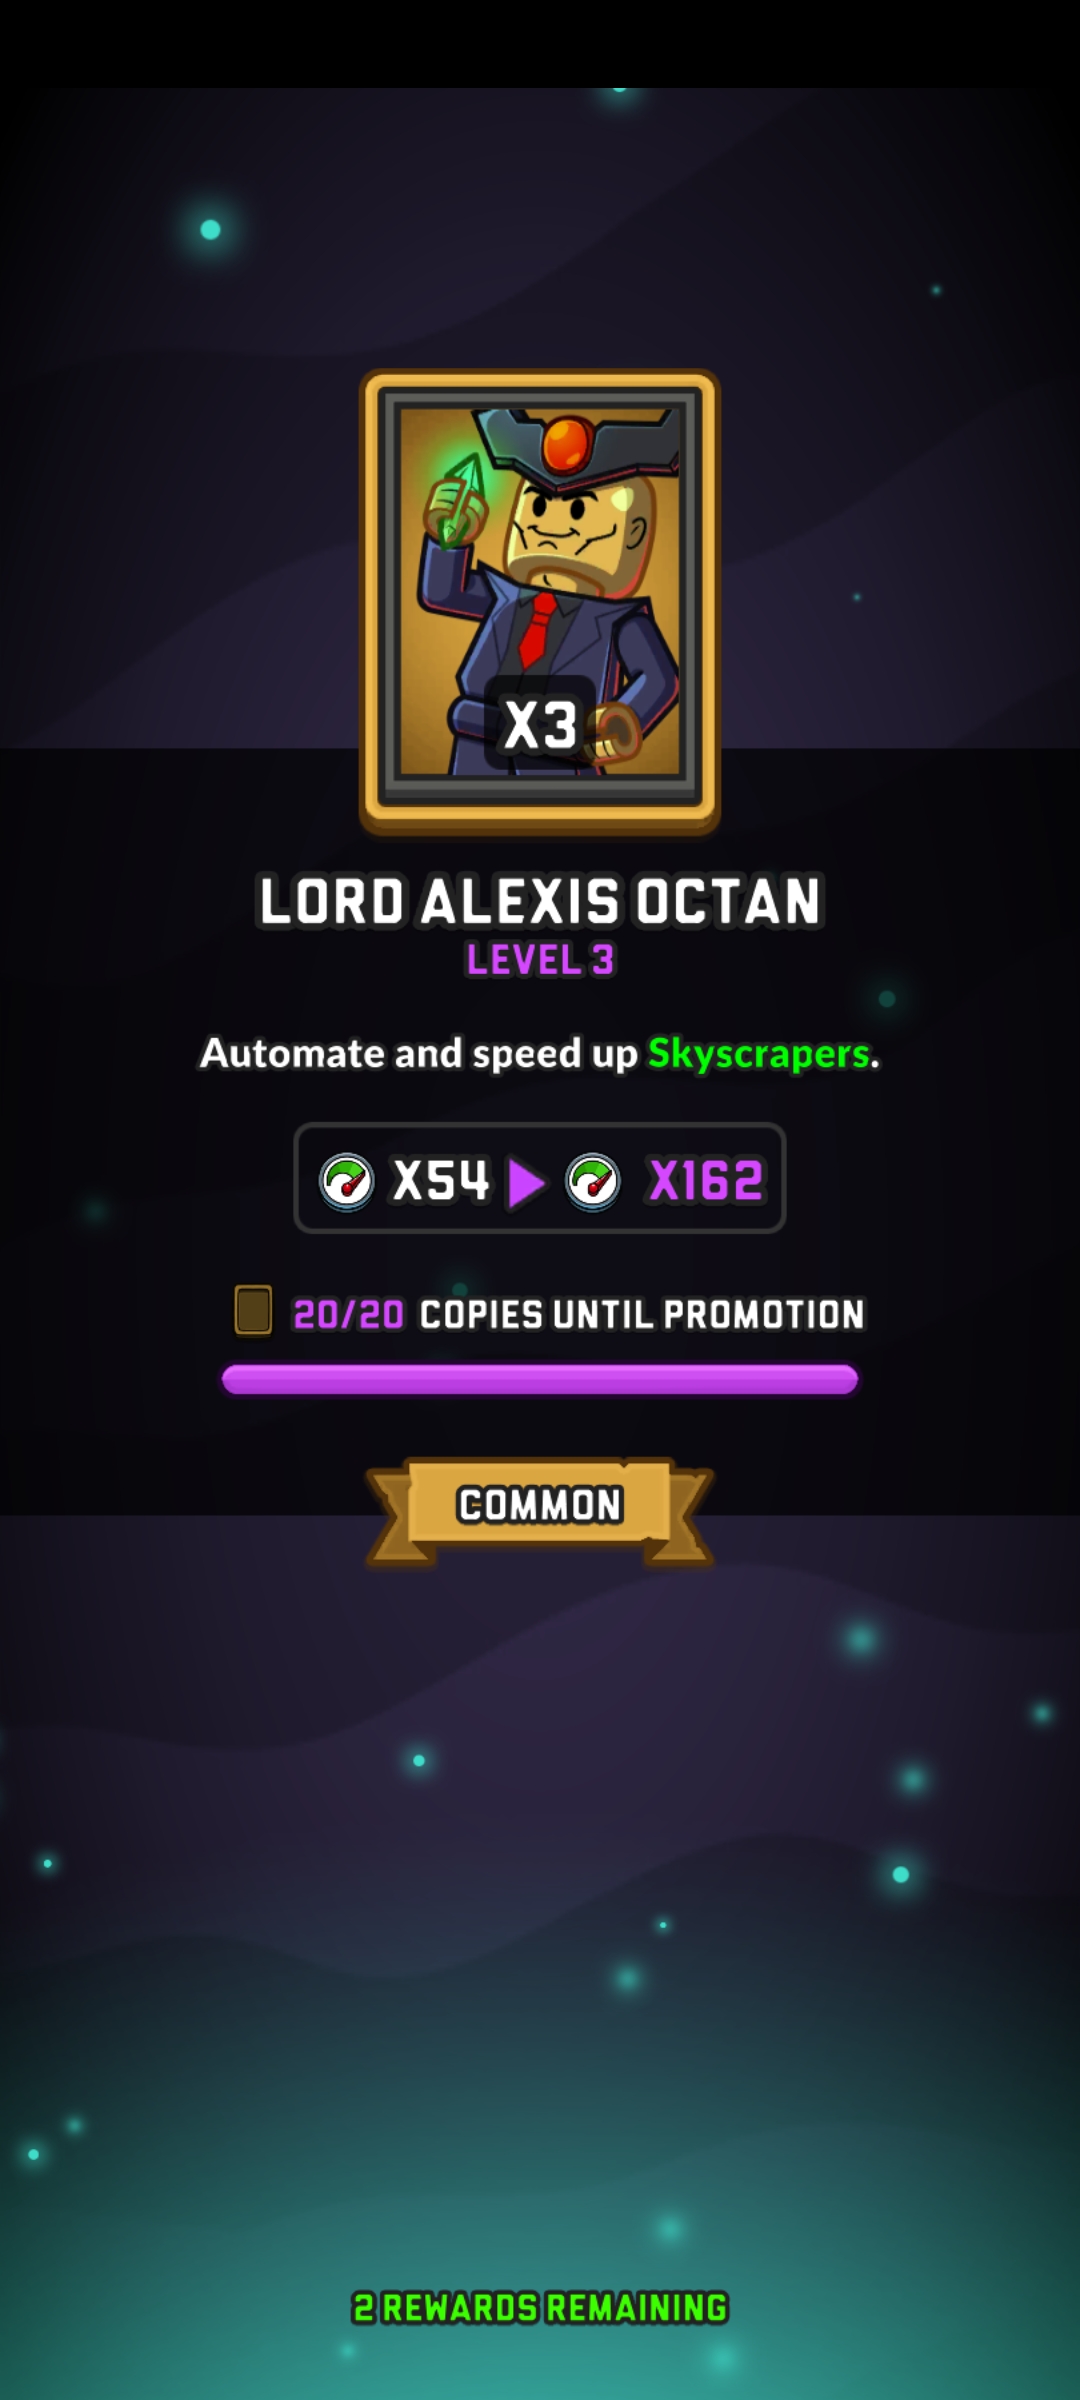 X3
LORD ALEXIS OCTAN
LEVEL 3
Automate and speed up Skyscrapers.
X54 X162
20/20 COPIES UNTIL PROMOTION
COMMON
2 REWARDS REMAINING